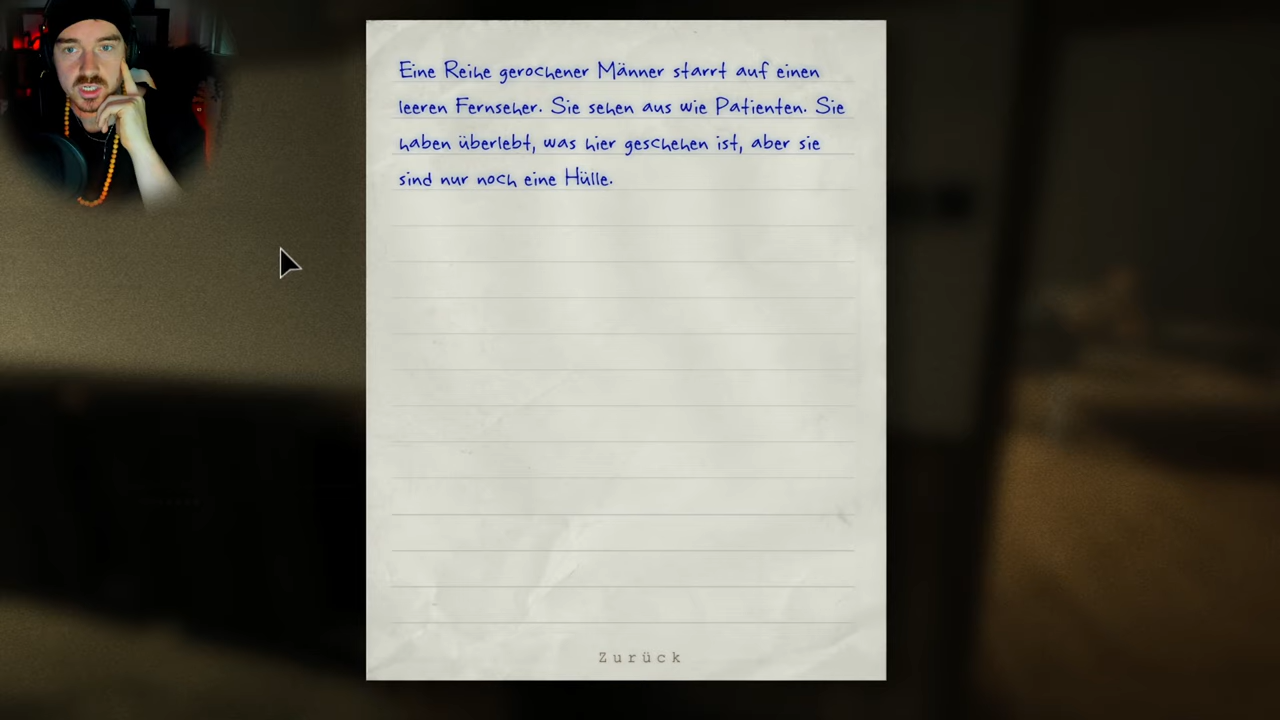 Eine Reihe gerochener Männer starrt auf einen
leeren Fernseher. Sie sehen aus wie Patienten. Sie
haben überlebt, was hier geschehen ist, aber sie
sind nur noch eine Hülle.
Zurück